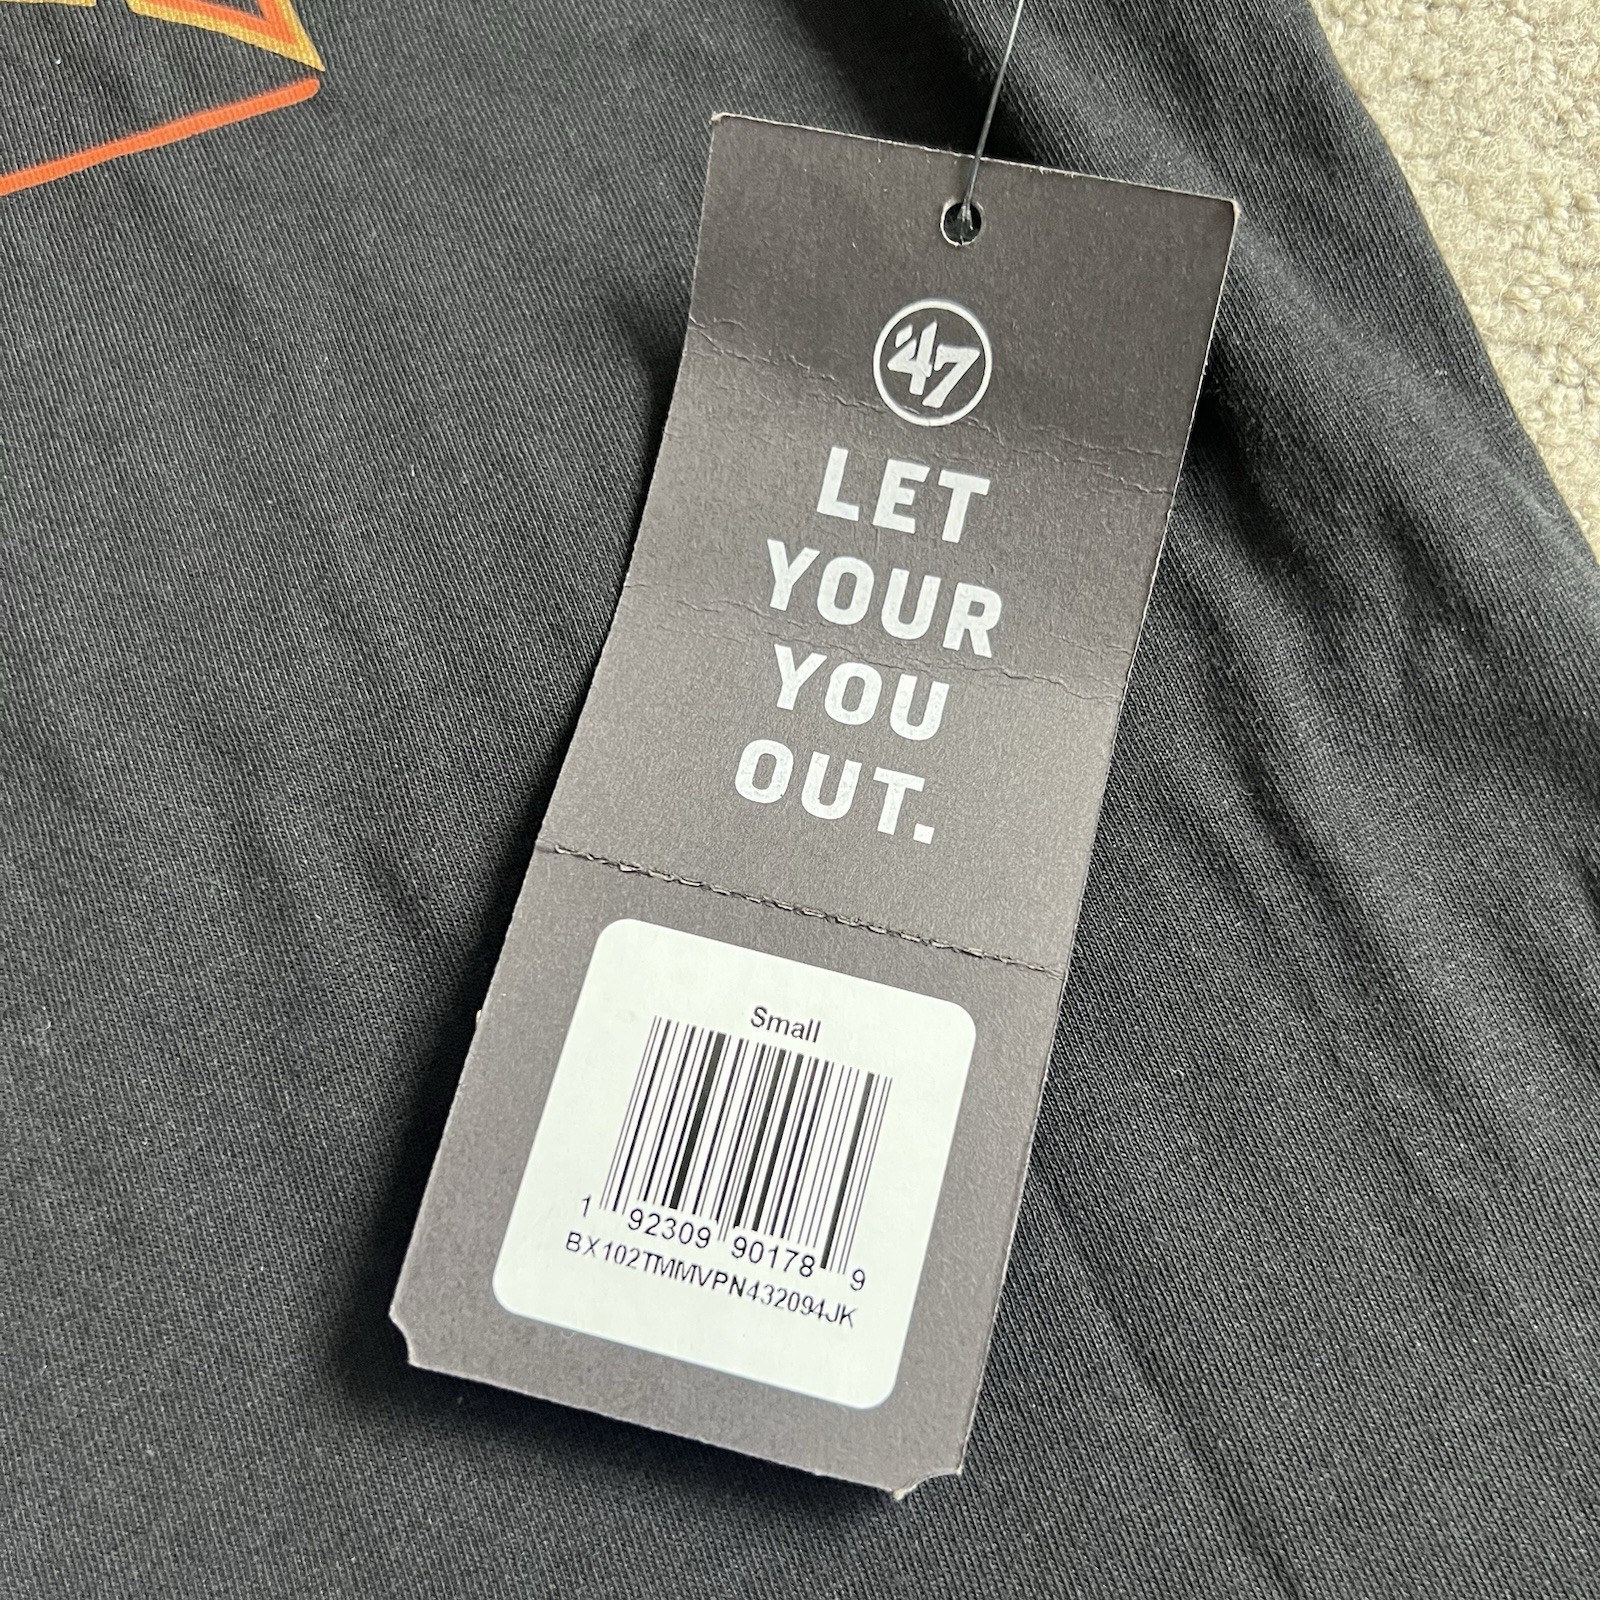 '47
LET
YOUR
YOU
OUT.
Small
1 92309 90178 9
BX102TMMVPN432094JK